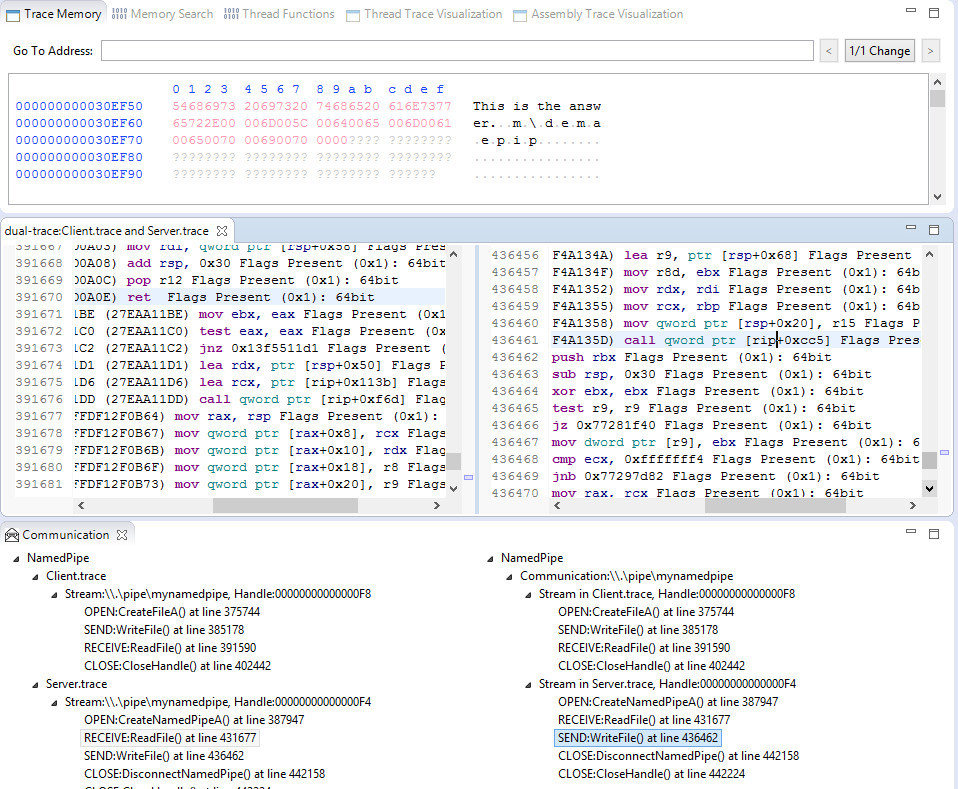 Trace Memory Memory Search Thread Functions Thread Trace Visualization Assembly Trace Visualization
Go To Address: < 1/1 Change >
0 1 2 3 4 5 6 7 8 9 a b c d e f
000000000030EF50 54686973 20697320 74686520 616E7377 This is the answ
000000000030EF60 65722E00 006D005C 00640065 006D0061 er...m.\.d.e.m.a
000000000030EF70 00650070 00690070 0000???? ???????? .e.p.i.p........
000000000030EF80 ???????? ???????? ???????? ???????? ................
000000000030EF90 ???????? ???????? ???????? ?????? ................
dual-trace:Client.trace and Server.trace
391667 00A03) mov rdi, qword ptr [rsp+0x58] Flags Pres
391668 00A08) add rsp, 0x30 Flags Present (0x1): 64bit
391669 00A0C) pop r12 Flags Present (0x1): 64bit
391670 00A0E) ret Flags Present (0x1): 64bit
391671 1BE (27EAA11BE) mov ebx, eax Flags Present (0x1
391672 1C0 (27EAA11C0) test eax, eax Flags Present (0x
391673 1C2 (27EAA11C2) jnz 0x13f5511d1 Flags Present (
391674 1D1 (27EAA11D1) lea rdx, ptr [rsp+0x50] Flags P
391675 1D6 (27EAA11D6) lea rcx, ptr [rip+0x113b] Flags
391676 1DD (27EAA11DD) call qword ptr [rip+0xf6d] Flag
391677 FFDF12F0B64) mov rax, rsp Flags Present (0x1):
391678 FFDF12F0B67) mov qword ptr [rax+0x8], rcx Flags
391679 FFDF12F0B6B) mov qword ptr [rax+0x10], rdx Flag
391680 FFDF12F0B6F) mov qword ptr [rax+0x18], r8 Flags
391681 FFDF12F0B73) mov qword ptr [rax+0x20], r9 Flags
436456 F4A134A) lea r9, ptr [rsp+0x68] Flags Present
436457 F4A134F) mov r8d, ebx Flags Present (0x1): 64b
436458 F4A1352) mov rdx, rdi Flags Present (0x1): 64b
436459 F4A1355) mov rcx, rbp Flags Present (0x1): 64b
436460 F4A1358) mov qword ptr [rsp+0x20], r15 Flags P
436461 F4A135D) call qword ptr [rip+0xcc5] Flags Pres
436462 push rbx Flags Present (0x1): 64bit
436463 sub rsp, 0x30 Flags Present (0x1): 64bit
436464 xor ebx, ebx Flags Present (0x1): 64bit
436465 test r9, r9 Flags Present (0x1): 64bit
436466 jz 0x77281f40 Flags Present (0x1): 64bit
436467 mov dword ptr [r9], ebx Flags Present (0x1): 6
436468 cmp ecx, 0xfffffff4 Flags Present (0x1): 64bit
436469 jnb 0x77297d82 Flags Present (0x1): 64bit
436470 mov rax, rcx Flags Present (0x1): 64bit
Communication
NamedPipe
Client.trace
Stream:\\.\pipe\mynamedpipe, Handle:00000000000000F8
OPEN:CreateFileA() at line 375744
SEND:WriteFile() at line 385178
RECEIVE:ReadFile() at line 391590
CLOSE:CloseHandle() at line 402442
Server.trace
Stream:\\.\pipe\mynamedpipe, Handle:00000000000000F4
OPEN:CreateNamedPipeA() at line 387947
RECEIVE:ReadFile() at line 431677
SEND:WriteFile() at line 436462
CLOSE:DisconnectNamedPipe() at line 442158
CLOSE:CloseHandle() at line 442224
NamedPipe
Communication:\\.\pipe\mynamedpipe
Stream in Client.trace, Handle:00000000000000F8
OPEN:CreateFileA() at line 375744
SEND:WriteFile() at line 385178
RECEIVE:ReadFile() at line 391590
CLOSE:CloseHandle() at line 402442
Stream in Server.trace, Handle:00000000000000F4
OPEN:CreateNamedPipeA() at line 387947
RECEIVE:ReadFile() at line 431677
SEND:WriteFile() at line 436462
CLOSE:DisconnectNamedPipe() at line 442158
CLOSE:CloseHandle() at line 442224